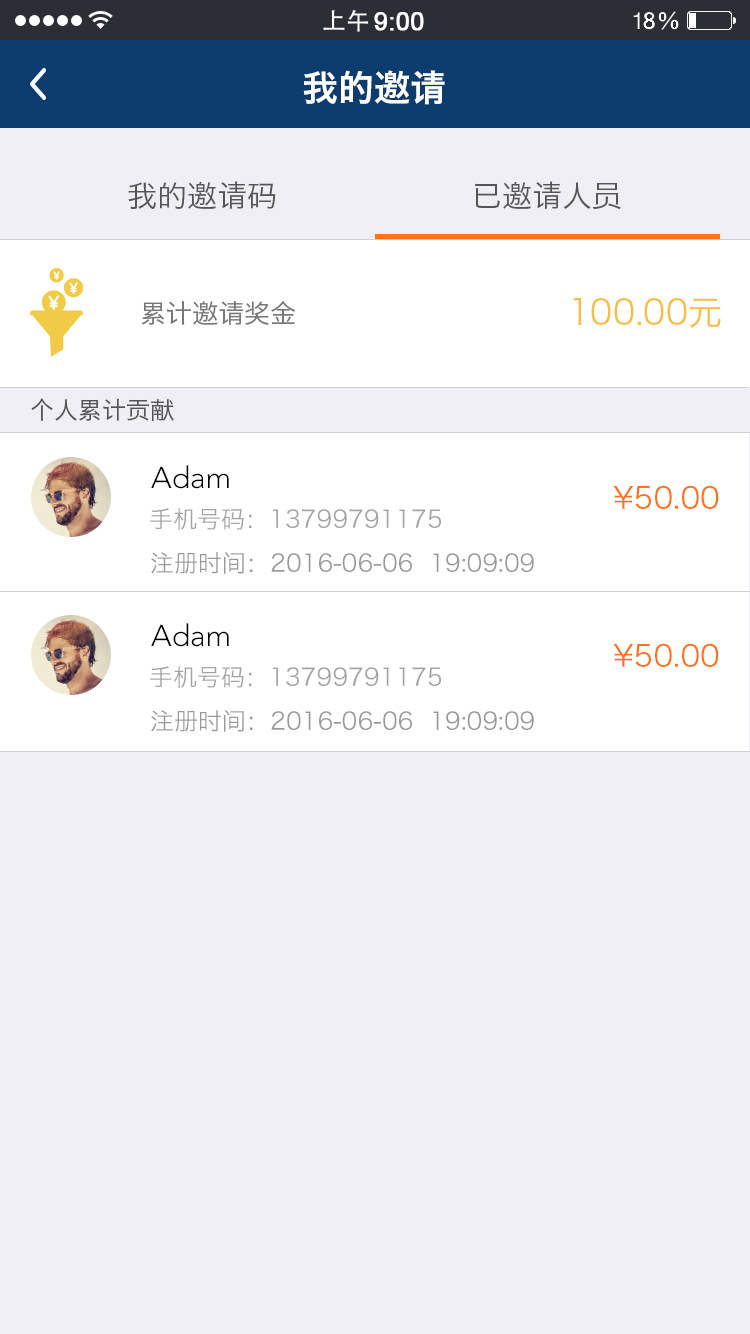 上午9:00 18%
我的邀请
我的邀请码 已邀请人员
累计邀请奖金 100.00元
个人累计贡献
Adam ¥50.00
手机号码：13799791175
注册时间：2016-06-06 19:09:09
Adam ¥50.00
手机号码：13799791175
注册时间：2016-06-06 19:09:09